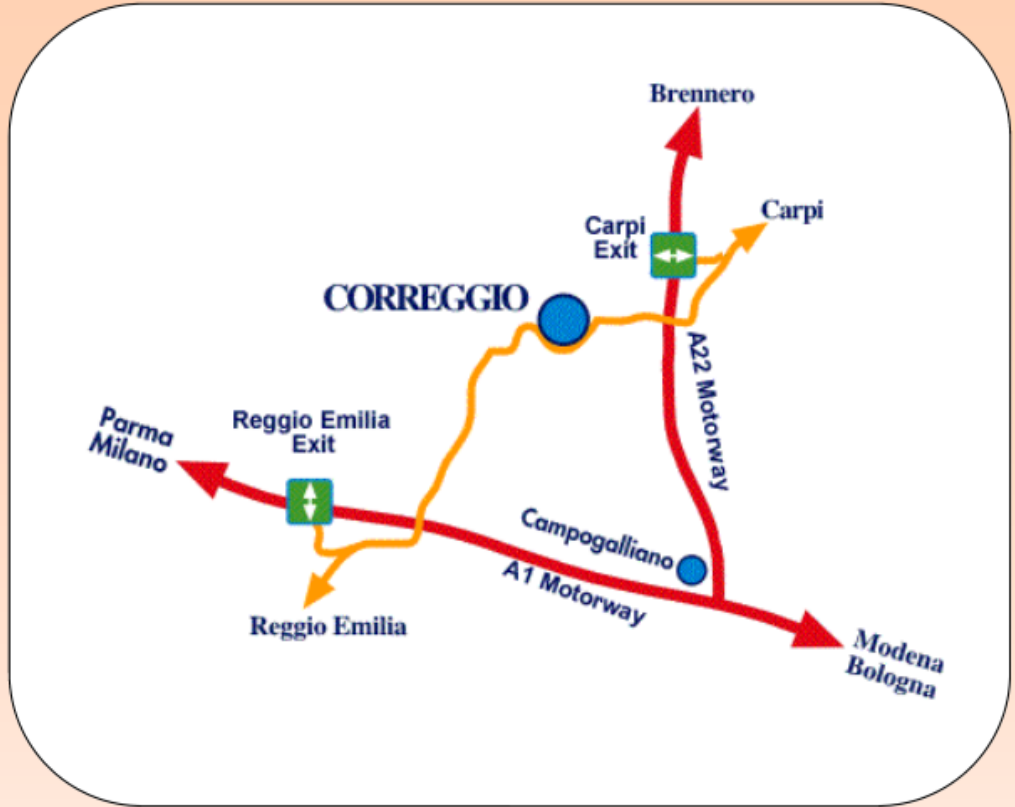 Brennero
Carpi
Carpi
Exit
CORREGGIO
A22 Motorway
Parma
Milano
Reggio Emilia
Exit
Campogalliano
A1 Motorway
Reggio Emilia
Modena
Bologna